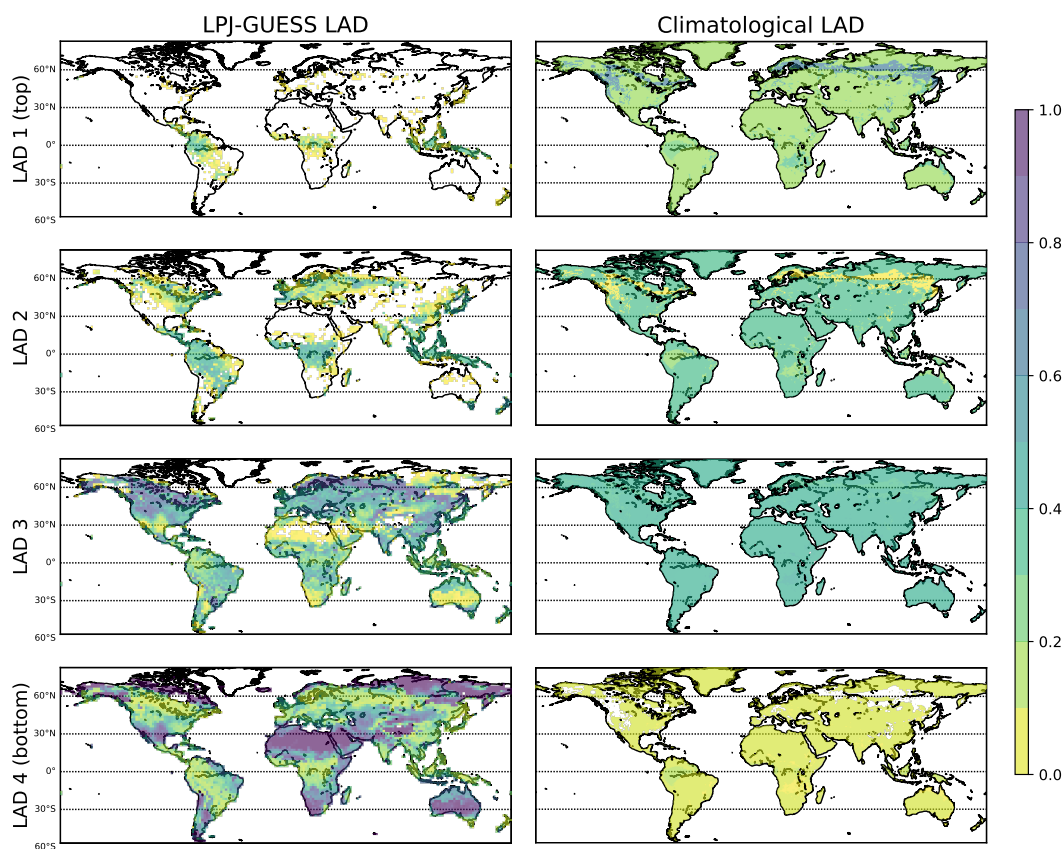 LPJ-GUESS LAD
Climatological LAD
LAD 1 (top)
60°N
30°N
0°
30°S
60°S
LAD 2
60°N
30°N
0°
30°S
60°S
LAD 3
60°N
30°N
0°
30°S
60°S
LAD 4 (bottom)
60°N
30°N
0°
30°S
60°S
1.0
0.8
0.6
0.4
0.2
0.0